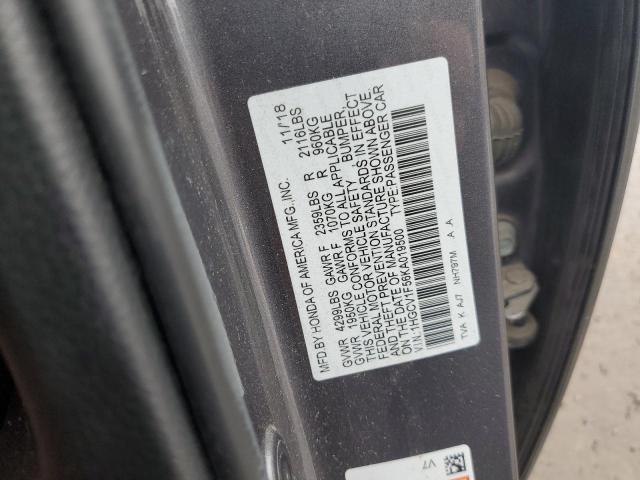 MFD.BY HONDA OF AMERICA MFG.,INC. 11/'18
GVWR 4299LBS GAWR F 2359LBS R 2116LBS
GVWR 1950KG GAWR F 1070KG R 960KG
THIS VEHICLE CONFORMS TO ALL APPLICABLE
FEDERAL MOTOR VEHICLE SAFETY, BUMPER,
AND THEFT PREVENTION STANDARDS IN EFFECT
ON THE DATE OF MANUFACTURE SHOWN ABOVE.
V.I.N.:1HGCV1F56KA019500 TYPE:PASSENGER CAR
TVA K AJ7 NH797M A .A
V7